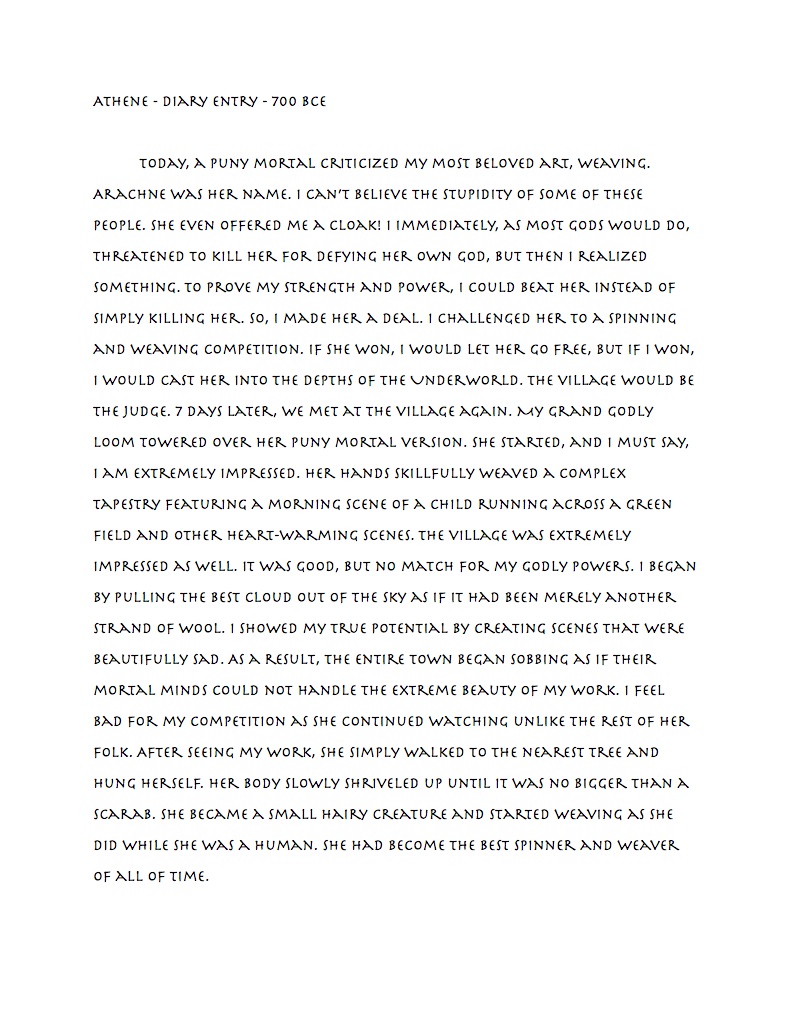 Athene - Diary Entry - 700 BCE
Today, a puny mortal criticized my most beloved art, weaving.
Arachne was her name. I can't believe the stupidity of some of these
people. She even offered me a cloak! I immediately, as most gods would do,
threatened to kill her for defying her own god, but then I realized
something. To prove my strength and power, I could beat her instead of
simply killing her. So, I made her a deal. I challenged her to a spinning
and weaving competition. If she won, I would let her go free, but if I won,
I would cast her into the depths of the Underworld. The village would be
the judge. 7 days later, we met at the village again. My grand godly
loom towered over her puny mortal version. She started, and I must say,
I am extremely impressed. Her hands skillfully weaved a complex
tapestry featuring a morning scene of a child running across a green
field and other heart-warming scenes. The village was extremely
impressed as well. It was good, but no match for my godly powers. I began
by pulling the best cloud out of the sky as if it had been merely another
strand of wool. I showed my true potential by creating scenes that were
beautifully sad. As a result, the entire town began sobbing as if their
mortal minds could not handle the extreme beauty of my work. I feel
bad for my competition as she continued watching unlike the rest of her
folk. After seeing my work, she simply walked to the nearest tree and
hung herself. Her body slowly shriveled up until it was no bigger than a
scarab. She became a small hairy creature and started weaving as she
did while she was a human. She had become the best spinner and weaver
of all of time.